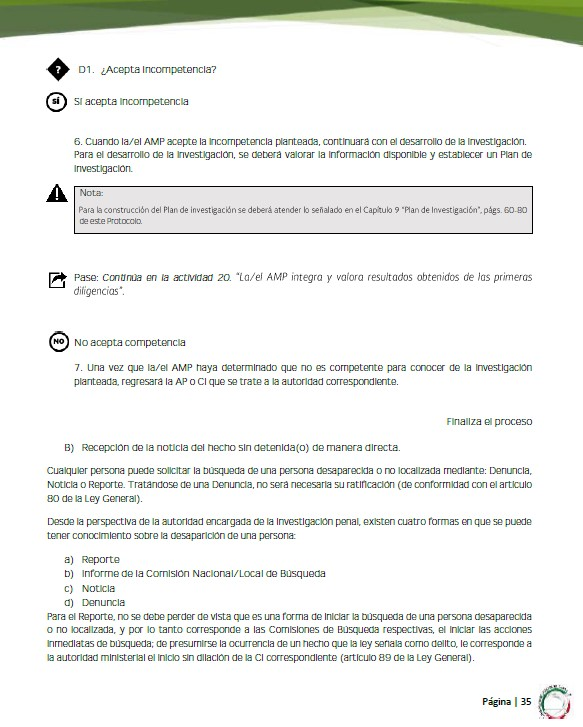 ? D1. ¿Acepta incompetencia?
SÍ Sí acepta incompetencia
6. Cuando la/el AMP acepte la incompetencia planteada, continuará con el desarrollo de la investigación.
Para el desarrollo de la investigación, se deberá valorar la información disponible y establecer un Plan de
investigación.
Nota:
Para la construcción del Plan de investigación se deberá atender lo señalado en el Capítulo 9 "Plan de Investigación", págs. 60-80
de este Protocolo.
Pase: Continúa en la actividad 20. "La/el AMP integra y valora resultados obtenidos de las primeras
diligencias".
NO No acepta competencia
7. Una vez que la/el AMP haya determinado que no es competente para conocer de la investigación
planteada, regresará la AP o CI que se trate a la autoridad correspondiente.
Finaliza el proceso
B) Recepción de la noticia del hecho sin detenida(o) de manera directa.
Cualquier persona puede solicitar la búsqueda de una persona desaparecida o no localizada mediante: Denuncia,
Noticia o Reporte. Tratándose de una Denuncia, no será necesaria su ratificación (de conformidad con el artículo
80 de la Ley General).
Desde la perspectiva de la autoridad encargada de la investigación penal, existen cuatro formas en que se puede
tener conocimiento sobre la desaparición de una persona:
a) Reporte
b) Informe de la Comisión Nacional/Local de Búsqueda
c) Noticia
d) Denuncia
Para el Reporte, no se debe perder de vista que es una forma de iniciar la búsqueda de una persona desaparecida
o no localizada, y por lo tanto corresponde a las Comisiones de Búsqueda respectivas, el iniciar las acciones
inmediatas de búsqueda; de presumirse la ocurrencia de un hecho que la ley señala como delito, le corresponde a
la autoridad ministerial el inicio sin dilación de la CI correspondiente (artículo 89 de la Ley General).
Página | 35